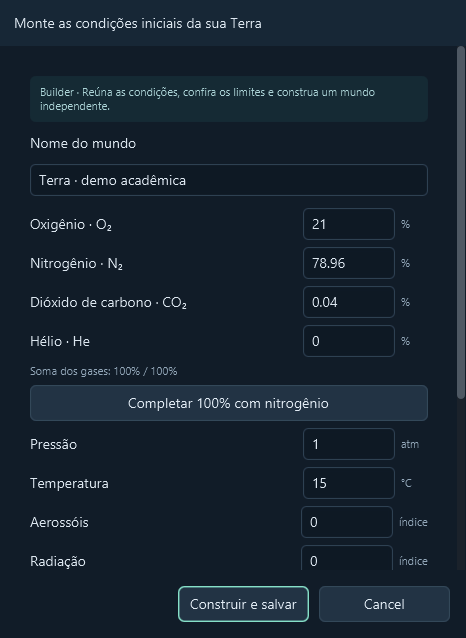 Monte as condições iniciais da sua Terra
Builder · Reúna as condições, confira os limites e construa um mundo
independente.
Nome do mundo
Terra · demo acadêmica
Oxigênio · O₂ 21 %
Nitrogênio · N₂ 78.96 %
Dióxido de carbono · CO₂ 0.04 %
Hélio · He 0 %
Soma dos gases: 100% / 100%
Completar 100% com nitrogênio
Pressão 1 atm
Temperatura 15 °C
Aerossóis 0 índice
Radiação 0 índice
Construir e salvar Cancel